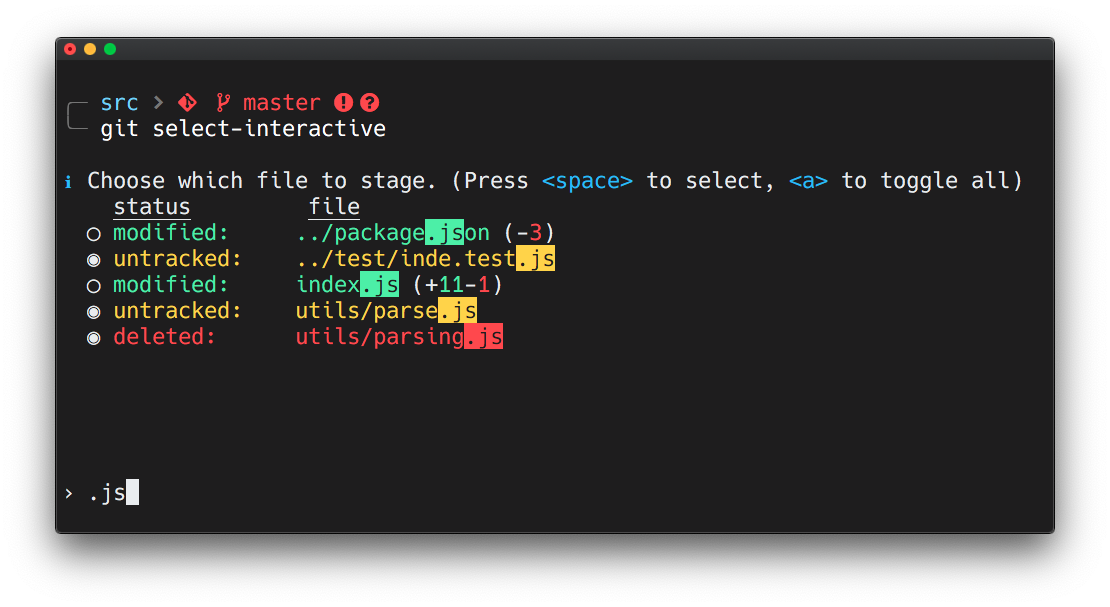 src > master ! ?
git select-interactive
i Choose which file to stage. (Press <space> to select, <a> to toggle all)
status file
○ modified: ../package.json (-3)
◉ untracked: ../test/inde.test.js
○ modified: index.js (+11-1)
◉ untracked: utils/parse.js
◉ deleted: utils/parsing.js
› .js